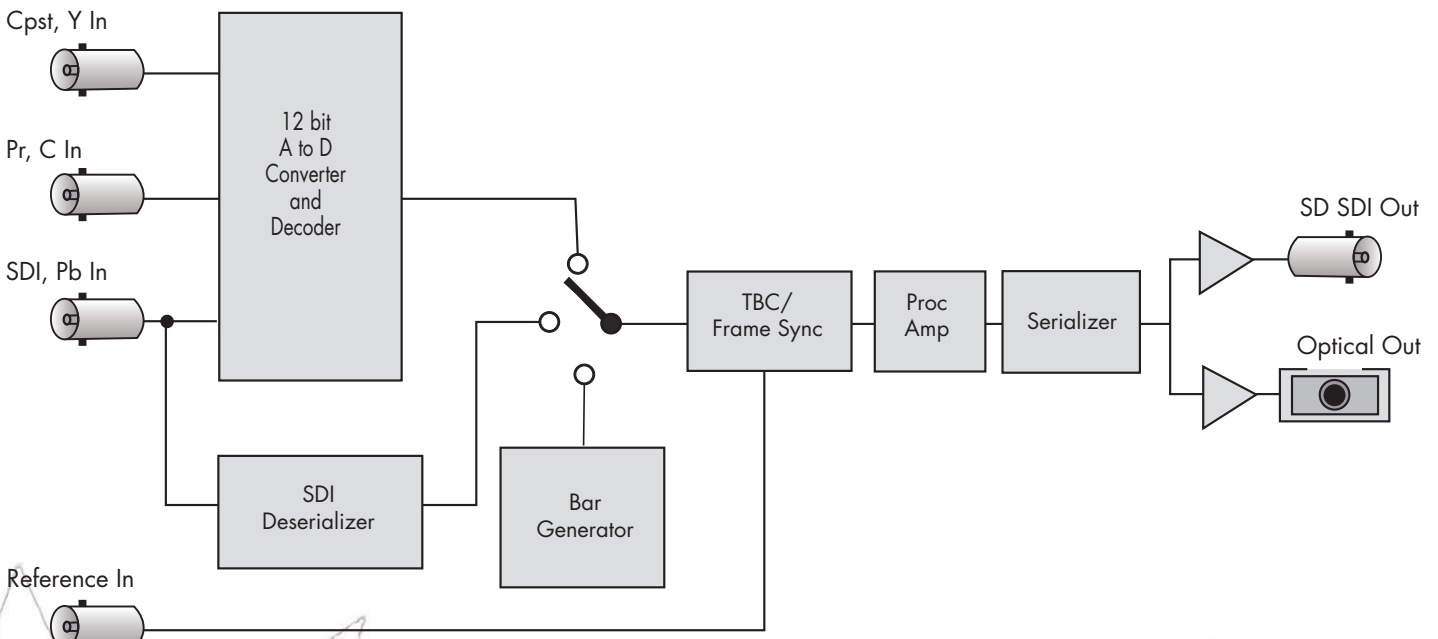 Cpst, Y In
Pr, C In
SDI, Pb In
12 bit
A to D
Converter
and
Decoder
SDI
Deserializer
Bar
Generator
TBC/
Frame Sync
Proc
Amp
Serializer
SD SDI Out
Optical Out
Reference In